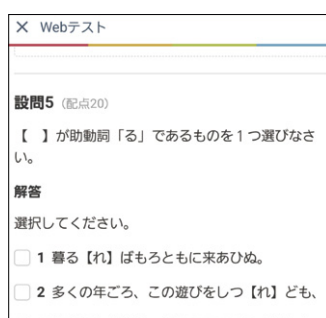 × Webテスト
設問5 (配点20)
【 】が助動詞「る」であるものを1つ選びなさ
い。
解答
選択してください。
1 暮る【れ】ばもろともに来あひぬ。
2 多くの年ごろ、この遊びをしつ【れ】ども、